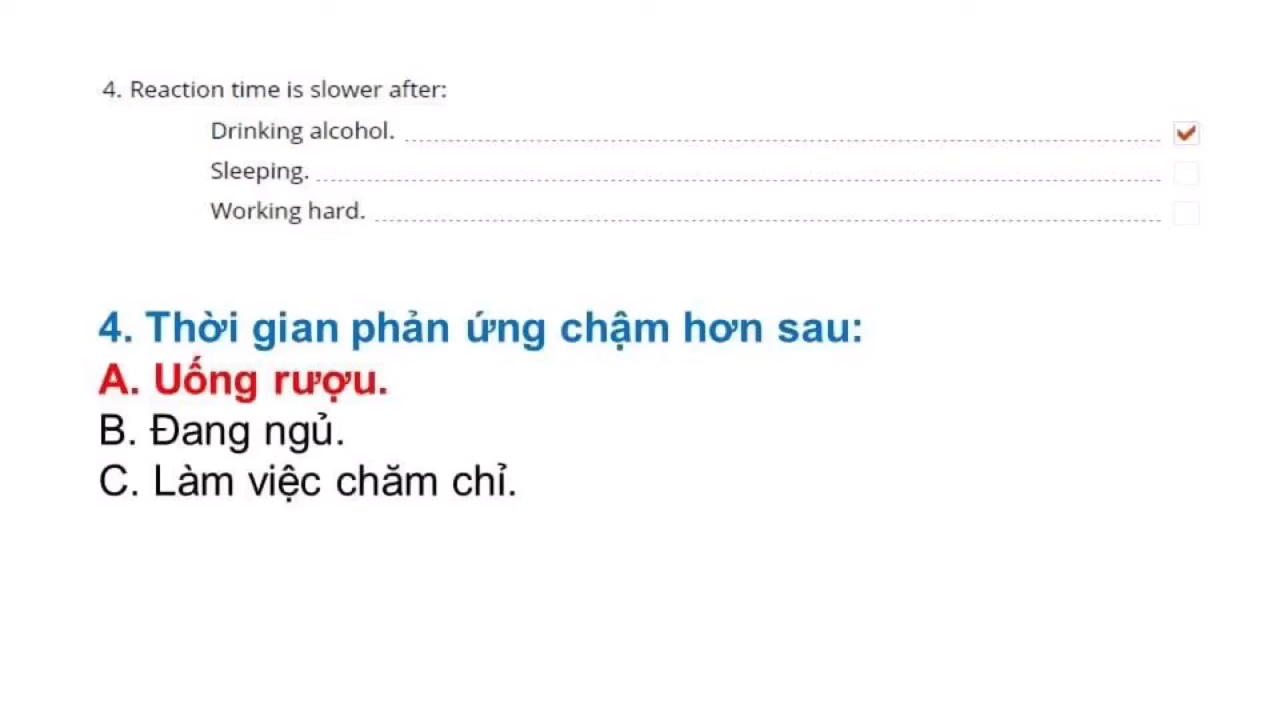 4. Reaction time is slower after:
Drinking alcohol.
Sleeping.
Working hard.
4. Thời gian phản ứng chậm hơn sau:
A. Uống rượu.
B. Đang ngủ.
C. Làm việc chăm chỉ.